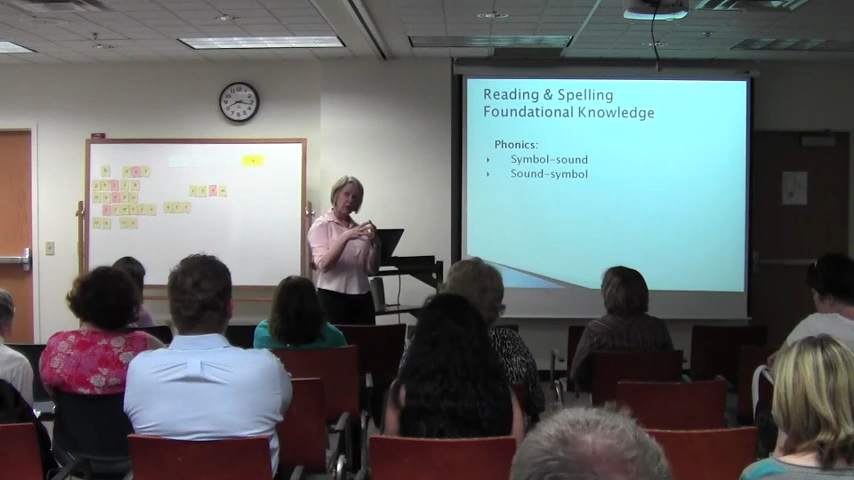 Reading & Spelling
Foundational Knowledge
Phonics:
Symbol-sound
Sound-symbol